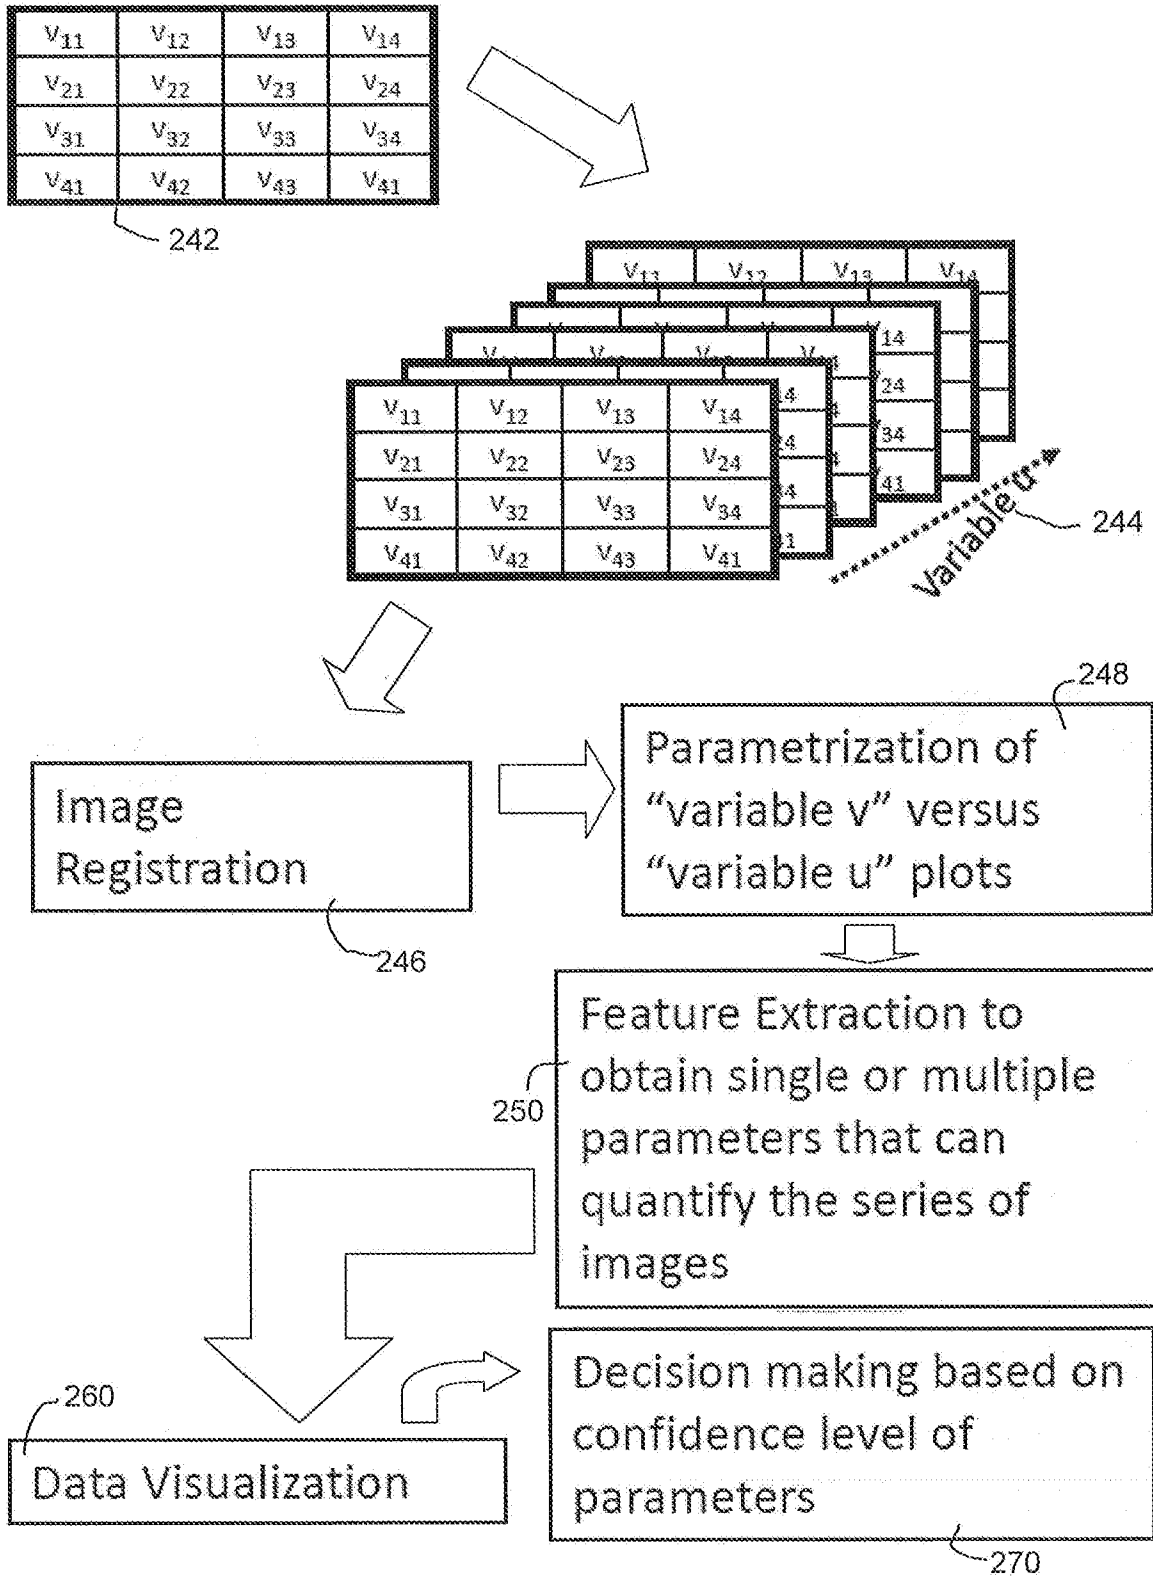 v11 v12 v13 v14
v21 v22 v23 v24
v31 v32 v33 v34
v41 v42 v43 v41
242
v11 v12 v13 v14
14
24
34
41
v11 v12 v13 v14
v21 v22 v23 v24
v31 v32 v33 v34
v41 v42 v43 v41
Variable u
244
248
Parametrization of
“variable v” versus
“variable u” plots
Image
Registration
246
Feature Extraction to
obtain single or multiple
parameters that can
quantify the series of
images
250
Decision making based on
confidence level of
parameters
260
Data Visualization
270